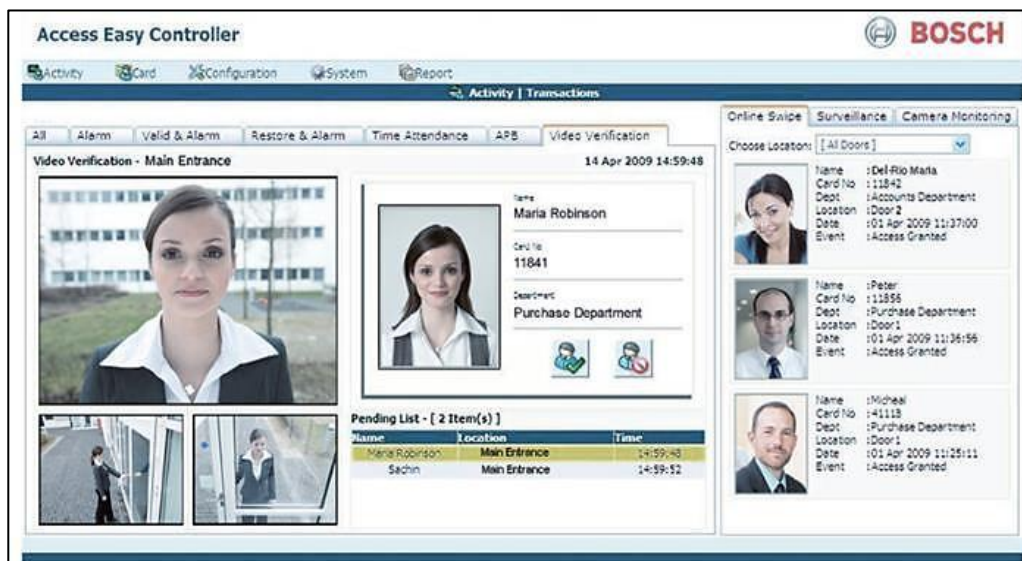 Access Easy Controller
BOSCH
Activity Card Configuration System Report
Activity | Transactions
All Alarm Valid & Alarm Restore & Alarm Time Attendance APB Video Verification
Video Verification - Main Entrance 14 Apr 2009 14:59:48
Name
Maria Robinson
Card No
11841
Department
Purchase Department
Pending List - [ 2 Item(s) ]
Name Location Time
Maria Robinson Main Entrance 14:59:48
Sachin Main Entrance 14:59:52
Online Swipe Surveillance Camera Monitoring
Choose Location: [ All Doors ]
Name :Del-Rio Maria
Card No :11842
Dept :Accounts Department
Location :Door 2
Date :01 Apr 2009 11:37:00
Event :Access Granted
Name :Peter
Card No :11856
Dept :Purchase Department
Location :Door1
Date :01 Apr 2009 11:36:56
Event :Access Granted
Name :Micheal
Card No :41113
Dept :Purchase Department
Location :Door1
Date :01 Apr 2009 11:25:11
Event :Access Granted